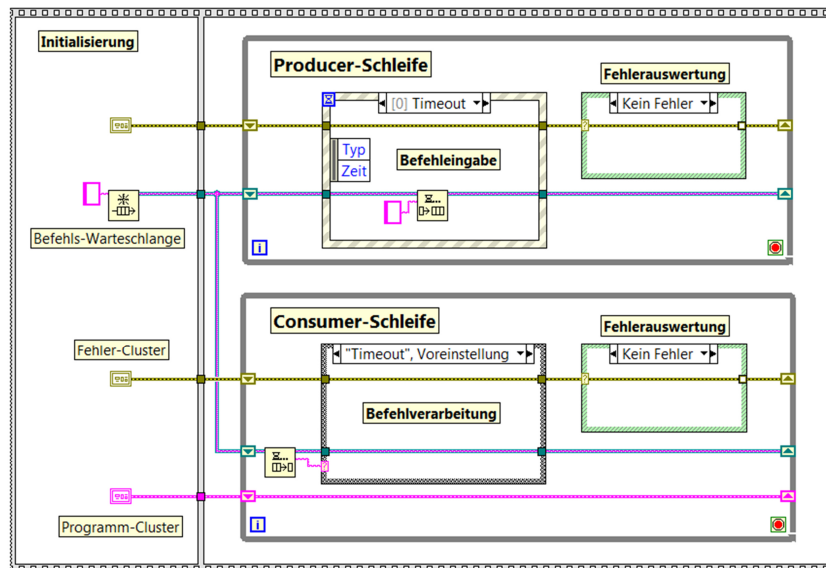 Initialisierung
Producer-Schleife
Fehlerauswertung
[0] Timeout
Kein Fehler
Typ
Zeit
Befehleingabe
Befehls-Warteschlange
i
Consumer-Schleife
Fehlerauswertung
Fehler-Cluster
"Timeout", Voreinstellung
Kein Fehler
Befehlverarbeitung
?
Programm-Cluster
i